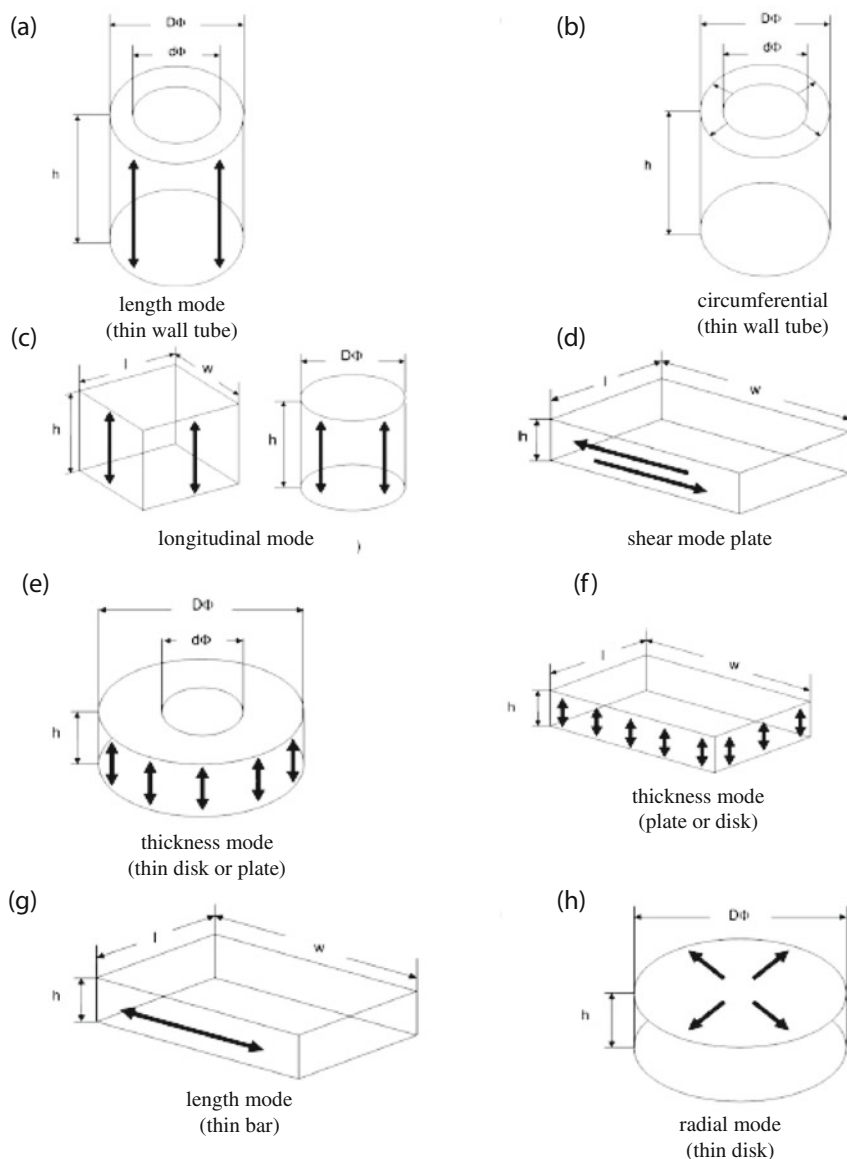 (a)
DΦ
dΦ
h
length mode
(thin wall tube)
(b)
DΦ
dΦ
h
circumferential
(thin wall tube)
(c)
l
w
h
DΦ
h
longitudinal mode
)
(d)
l
w
h
shear mode plate
(e)
DΦ
dΦ
h
thickness mode
(thin disk or plate)
(f)
l
w
h
thickness mode
(plate or disk)
(g)
l
w
h
length mode
(thin bar)
(h)
DΦ
h
radial mode
(thin disk)